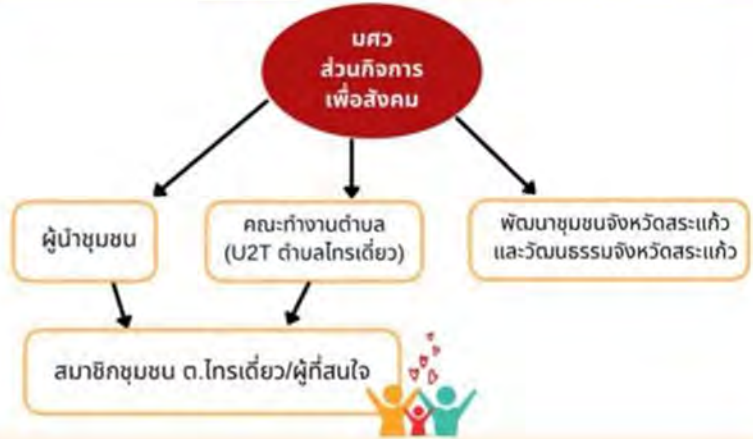 มศว
ส่วนกิจการ
เพื่อสังคม
ผู้นำชุมชน
คณะทำงานตำบล
(U2T ตำบลไทรเดี่ยว)
พัฒนาชุมชนจังหวัดสระแก้ว
และวัฒนธรรมจังหวัดสระแก้ว
สมาชิกชุมชน ต.ไทรเดี่ยว/ผู้ที่สนใจ